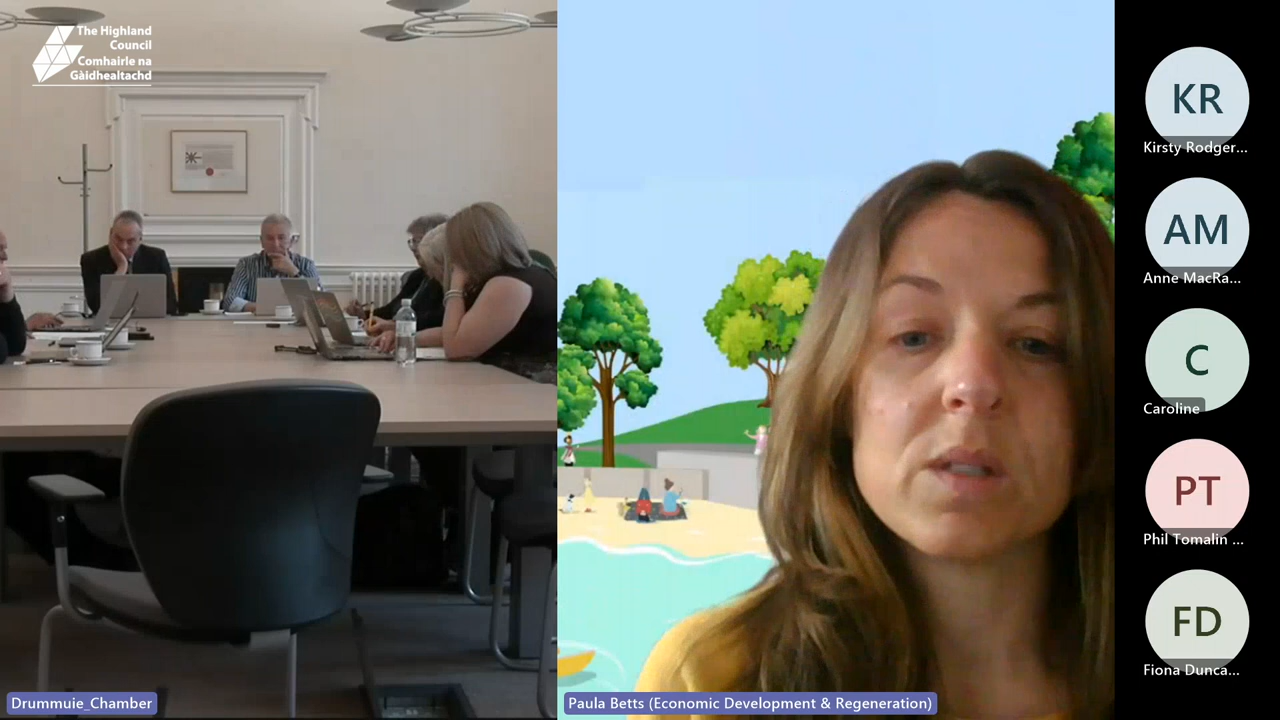 The Highland
Council
Comhairle na
Gàidhealtachd
KR
Kirsty Rodger...
AM
Anne MacRa...
C
Caroline
PT
Phil Tomalin ...
FD
Fiona Dunca...
Drummuie_Chamber
Paula Betts (Economic Development & Regeneration)